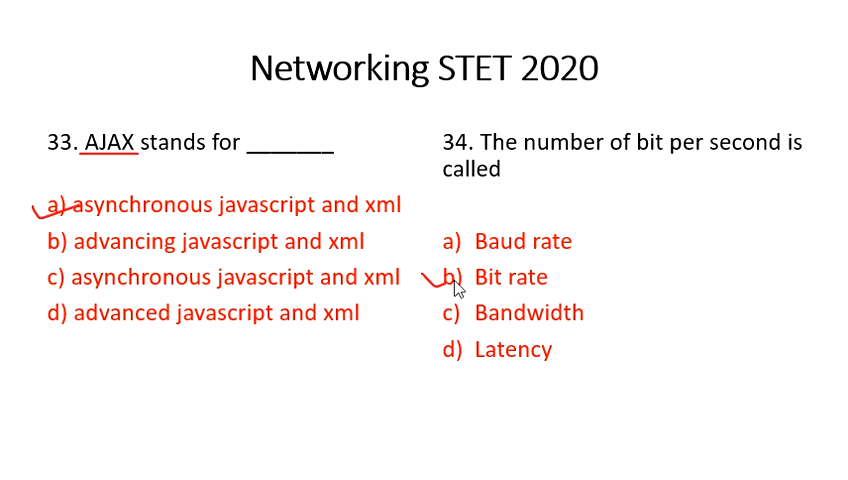 Networking STET 2020
33. AJAX stands for _______
a) asynchronous javascript and xml
b) advancing javascript and xml
c) asynchronous javascript and xml
d) advanced javascript and xml
34. The number of bit per second is
called
a) Baud rate
b) Bit rate
c) Bandwidth
d) Latency